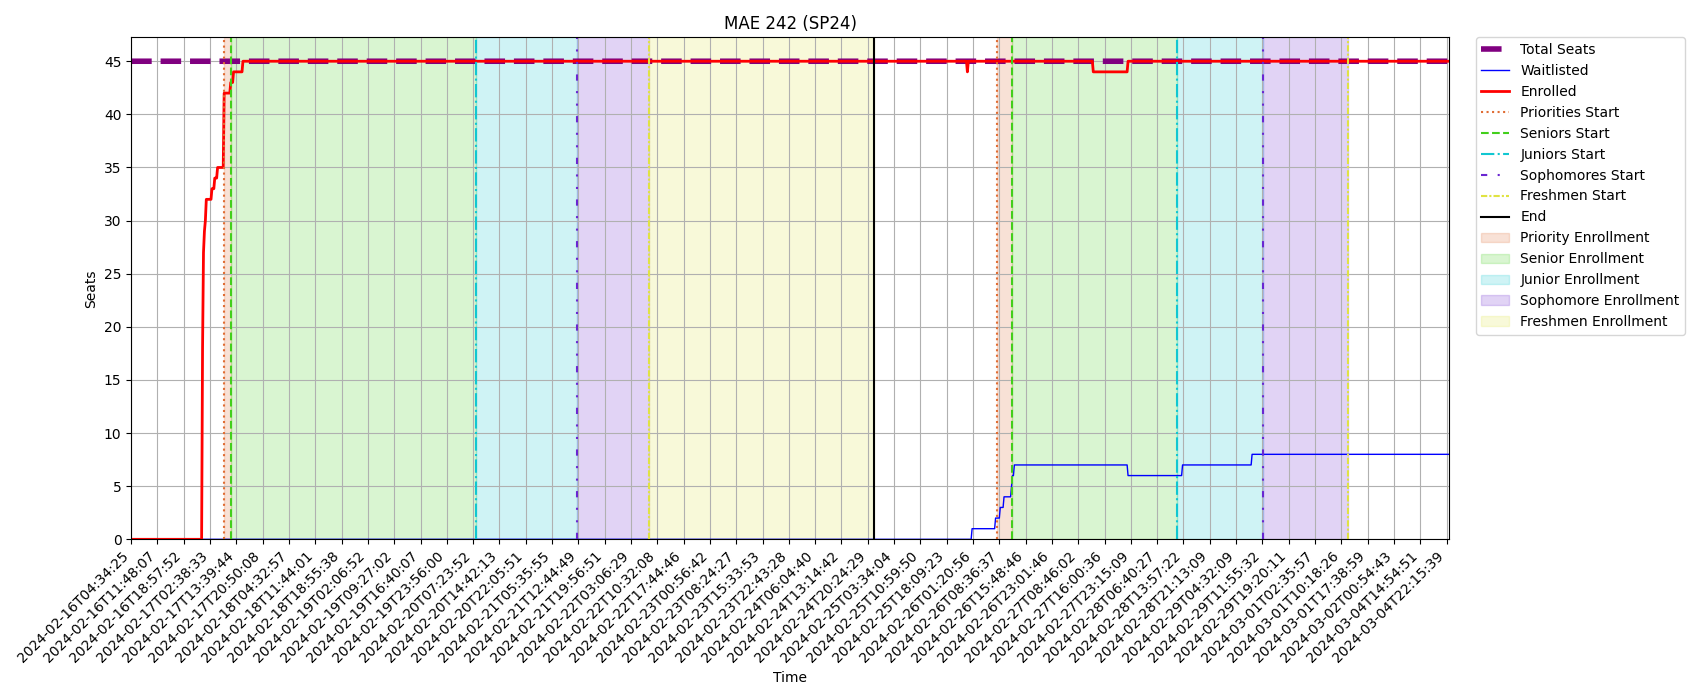 MAE 242 (SP24)
Seats
45
40
35
30
25
20
15
10
5
0
2024-02-16T04:34:25
2024-02-16T11:48:07
2024-02-16T18:57:52
2024-02-17T02:38:33
2024-02-17T13:39:44
2024-02-17T20:50:08
2024-02-18T04:32:57
2024-02-18T11:44:01
2024-02-18T18:55:38
2024-02-19T02:06:52
2024-02-19T09:27:02
2024-02-19T16:40:07
2024-02-19T23:56:00
2024-02-20T07:23:52
2024-02-20T14:42:13
2024-02-20T22:05:51
2024-02-21T05:35:55
2024-02-21T12:44:49
2024-02-21T19:56:51
2024-02-22T03:06:29
2024-02-22T10:32:08
2024-02-22T17:44:46
2024-02-23T00:56:42
2024-02-23T08:24:27
2024-02-23T15:33:53
2024-02-23T22:43:28
2024-02-24T06:04:40
2024-02-24T13:14:42
2024-02-24T20:24:29
2024-02-25T03:34:04
2024-02-25T10:59:50
2024-02-25T18:09:23
2024-02-26T01:20:56
2024-02-26T08:36:37
2024-02-26T15:48:46
2024-02-26T23:01:46
2024-02-27T08:46:02
2024-02-27T16:00:36
2024-02-27T23:15:09
2024-02-28T06:40:27
2024-02-28T13:57:22
2024-02-28T21:13:09
2024-02-29T04:32:09
2024-02-29T11:55:32
2024-02-29T19:20:11
2024-03-01T02:35:57
2024-03-01T10:18:26
2024-03-01T17:38:59
2024-03-02T00:54:43
2024-03-04T14:54:51
2024-03-04T22:15:39
Time
Total Seats
Waitlisted
Enrolled
Priorities Start
Seniors Start
Juniors Start
Sophomores Start
Freshmen Start
End
Priority Enrollment
Senior Enrollment
Junior Enrollment
Sophomore Enrollment
Freshmen Enrollment